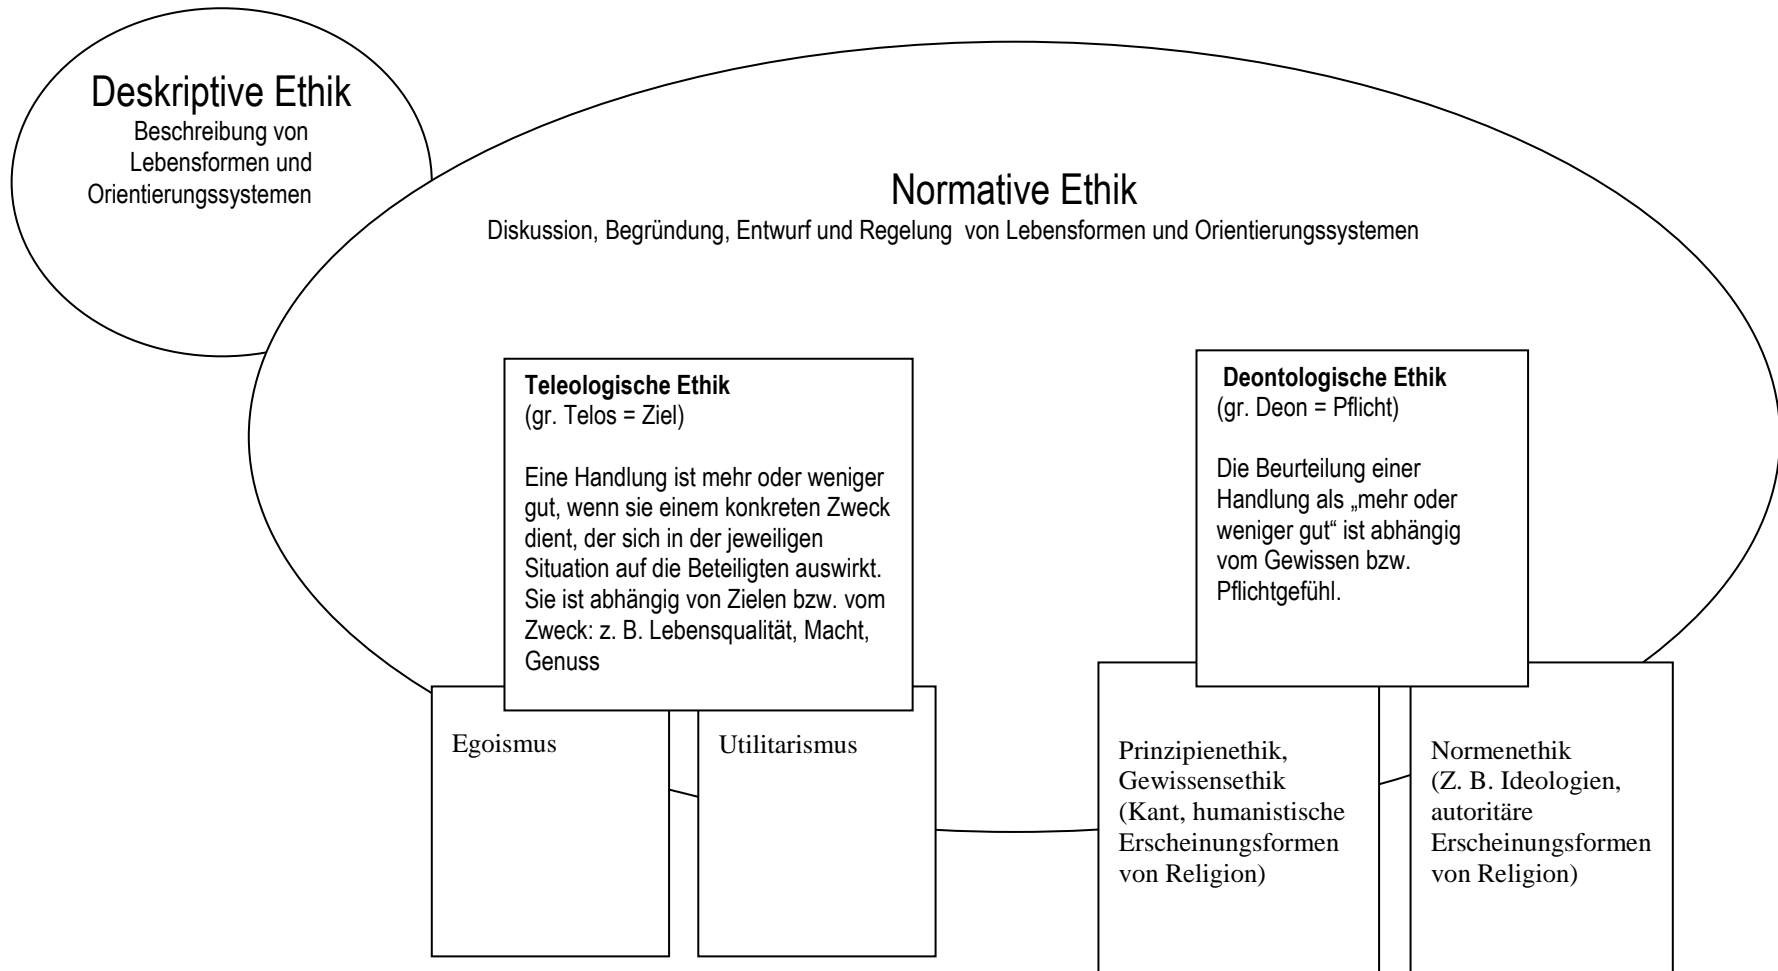 Deskriptive Ethik
Beschreibung von
Lebensformen und
Orientierungssystemen
Normative Ethik
Diskussion, Begründung, Entwurf und Regelung  von Lebensformen und Orientierungssystemen
Teleologische Ethik
(gr. Telos = Ziel)
Eine Handlung ist mehr oder weniger
gut, wenn sie einem konkreten Zweck
dient, der sich in der jeweiligen
Situation auf die Beteiligten auswirkt.
Sie ist abhängig von Zielen bzw. vom
Zweck: z. B. Lebensqualität, Macht,
Genuss
Deontologische Ethik
(gr. Deon = Pflicht)
Die Beurteilung einer
Handlung als „mehr oder
weniger gut“ ist abhängig
vom Gewissen bzw.
Pflichtgefühl.
Egoismus
Utilitarismus
Prinzipienethik,
Gewissensethik
(Kant, humanistische
Erscheinungsformen
von Religion)
Normenethik
(Z. B. Ideologien,
autoritäre
Erscheinungsformen
von Religion)